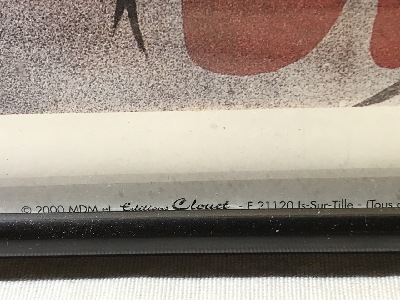 © 2000 MDM et Editions Clouet - F 21120 Is-Sur-Tille - (Tous